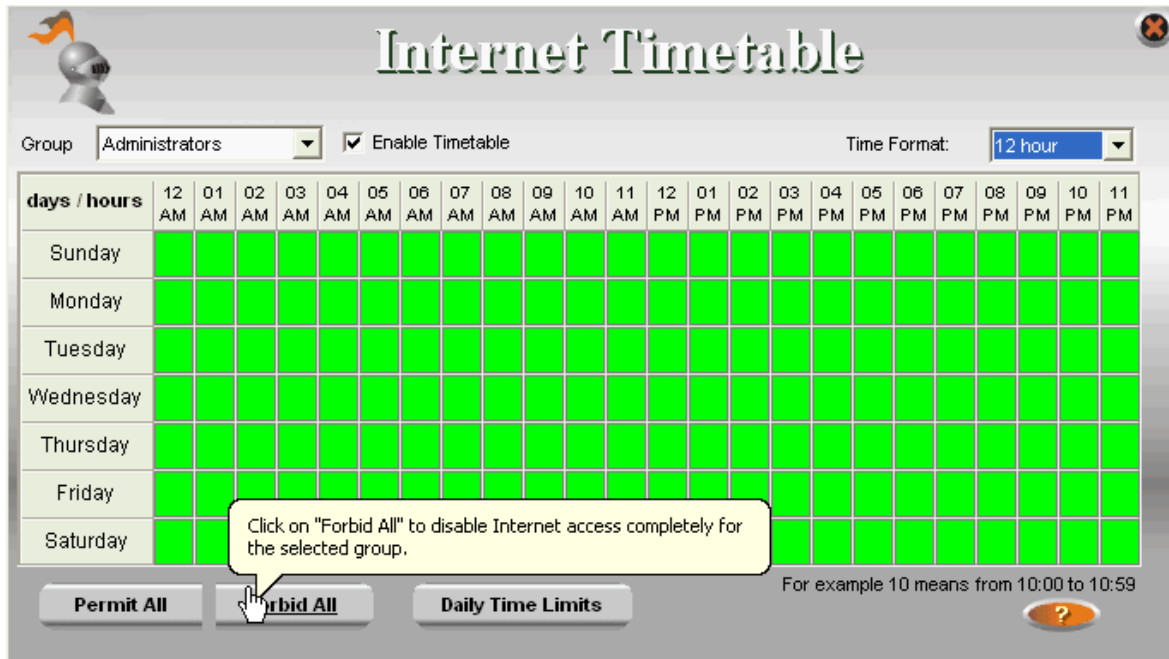 Internet Timetable
Group Administrators Enable Timetable Time Format: 12 hour
days / hours 12 AM 01 AM 02 AM 03 AM 04 AM 05 AM 06 AM 07 AM 08 AM 09 AM 10 AM 11 AM 12 PM 01 PM 02 PM 03 PM 04 PM 05 PM 06 PM 07 PM 08 PM 09 PM 10 PM 11 PM
Sunday
Monday
Tuesday
Wednesday
Thursday
Friday
Saturday
Click on "Forbid All" to disable Internet access completely for
the selected group.
For example 10 means from 10:00 to 10:59
Permit All Forbid All Daily Time Limits ?